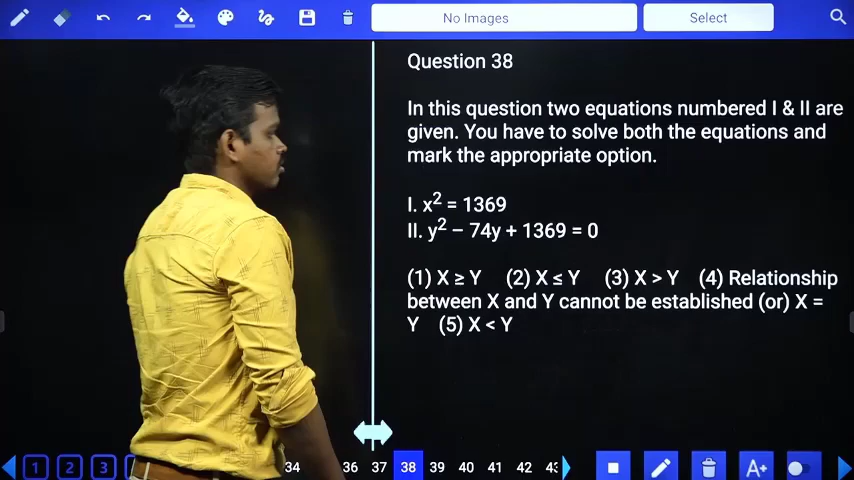 No Images
Select
Question 38
In this question two equations numbered I & II are
given. You have to solve both the equations and
mark the appropriate option.
I. x² = 1369
II. y² – 74y + 1369 = 0
(1) X ≥ Y (2) X ≤ Y (3) X > Y (4) Relationship
between X and Y cannot be established (or) X =
Y (5) X < Y
1 2 3 34 36 37 38 39 40 41 42 A+